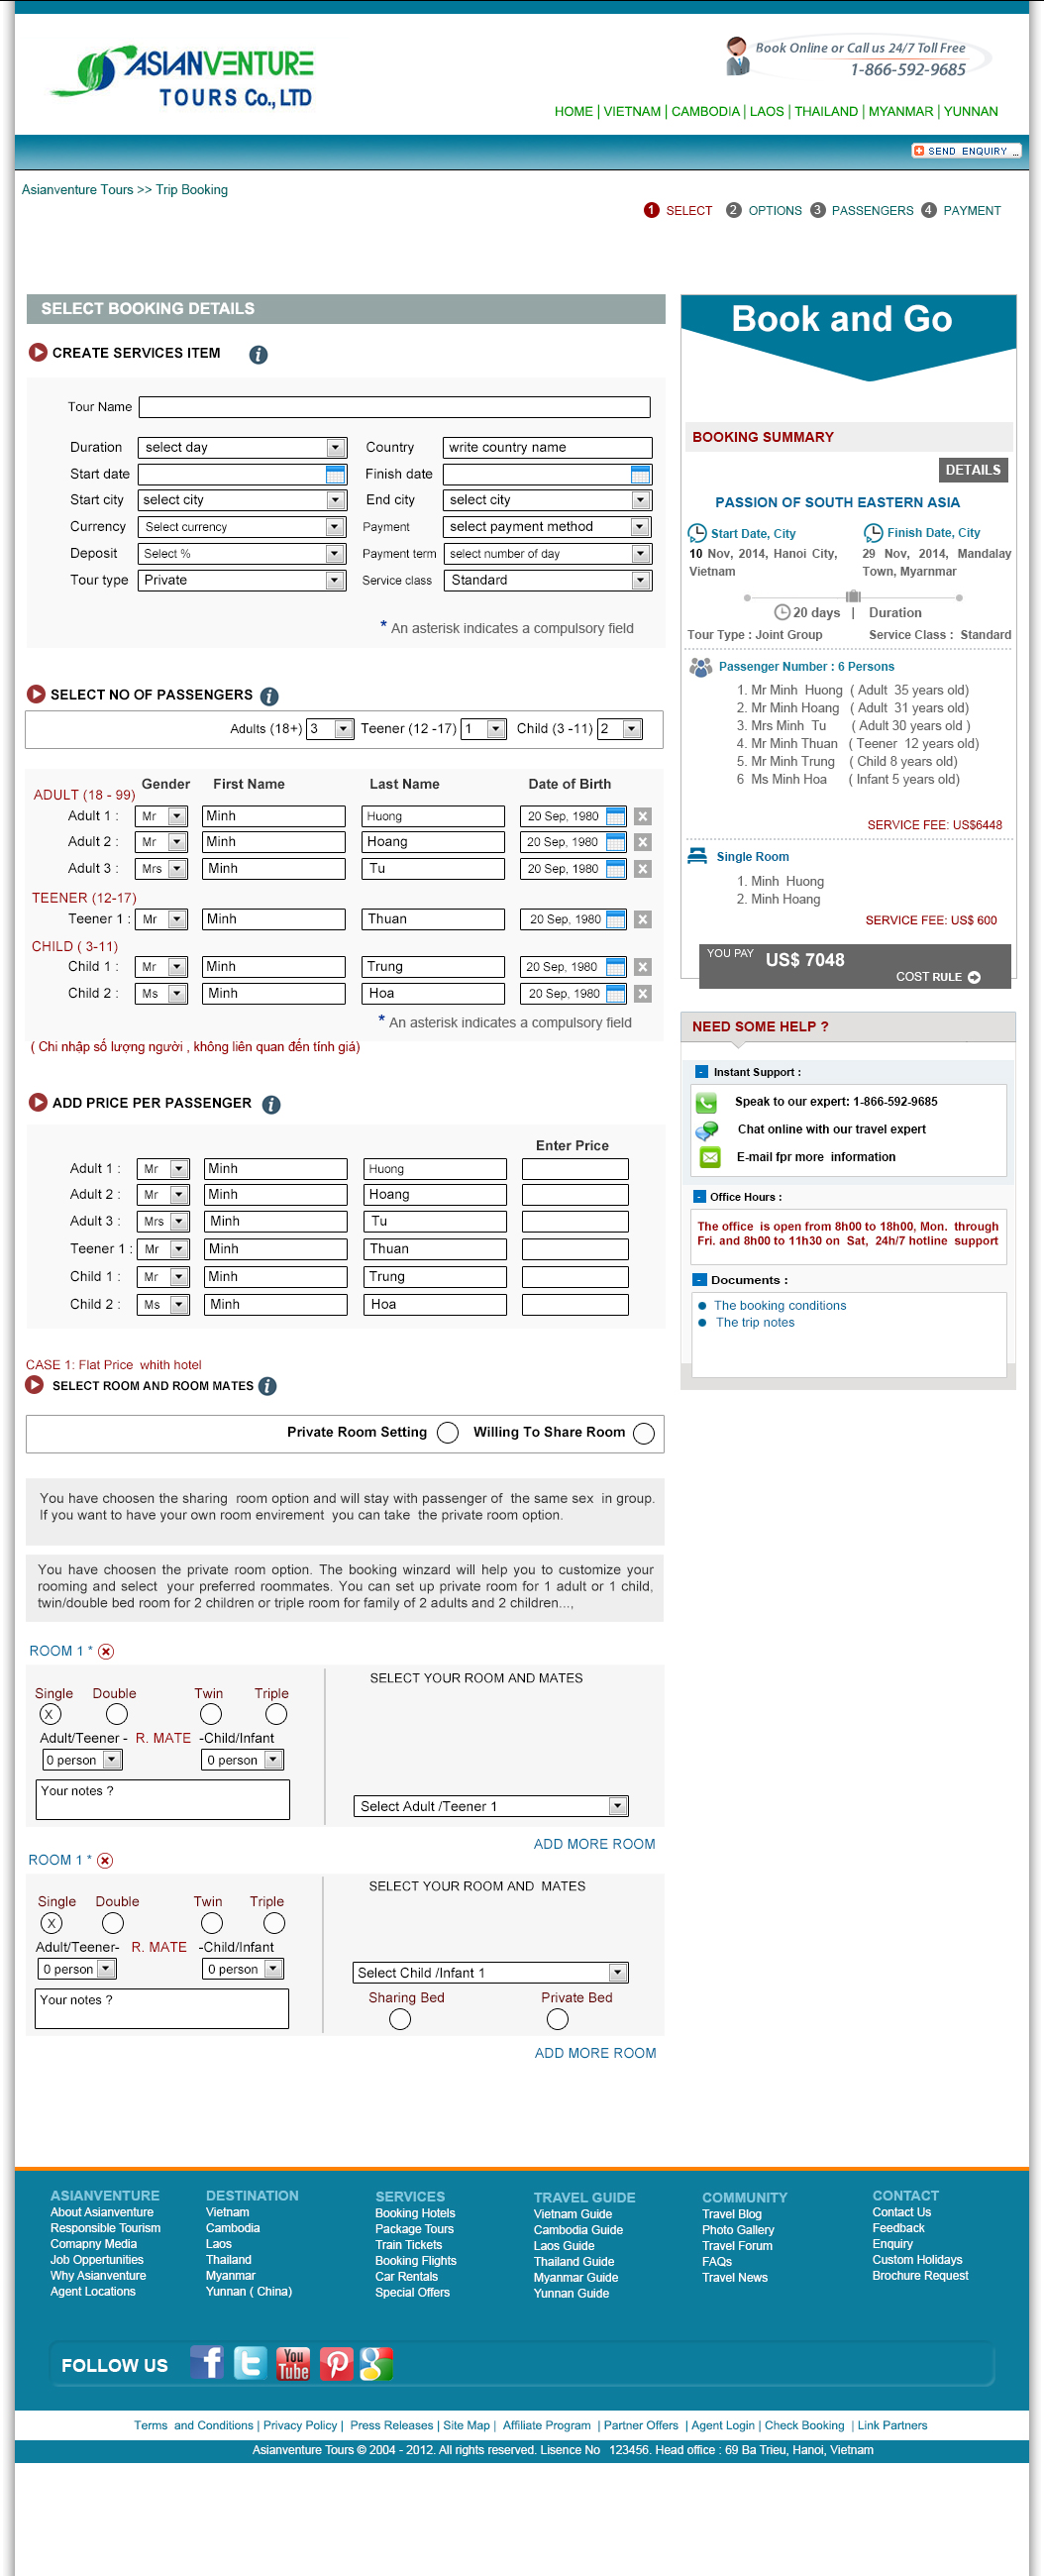 ASIANVENTURE
TOURS Co., LTD
Book Online or Call us 24/7 Toll Free
1-866-592-9685
HOME | VIETNAM | CAMBODIA | LAOS | THAILAND | MYANMAR | YUNNAN
SEND ENQUIRY ...
Asianventure Tours >> Trip Booking
1 SELECT 2 OPTIONS 3 PASSENGERS 4 PAYMENT
SELECT BOOKING DETAILS
CREATE SERVICES ITEM i
Tour Name
Duration select day Country write country name
Start date Finish date
Start city select city End city select city
Currency Select currency Payment select payment method
Deposit Select % Payment term select number of day
Tour type Private Service class Standard
* An asterisk indicates a compulsory field
SELECT NO OF PASSENGERS i
Adults (18+) 3 Teener (12 -17) 1 Child (3 -11) 2
Gender First Name Last Name Date of Birth
ADULT (18 - 99)
Adult 1 : Mr Minh Huong 20 Sep, 1980 X
Adult 2 : Mr Minh Hoang 20 Sep, 1980 X
Adult 3 : Mrs Minh Tu 20 Sep, 1980 X
TEENER (12-17)
Teener 1 : Mr Minh Thuan 20 Sep, 1980 X
CHILD ( 3-11)
Child 1 : Mr Minh Trung 20 Sep, 1980 X
Child 2 : Ms Minh Hoa 20 Sep, 1980 X
* An asterisk indicates a compulsory field
( Chi nhập số lượng người , không liên quan đến tính giá)
ADD PRICE PER PASSENGER i
Enter Price
Adult 1 : Mr Minh Huong
Adult 2 : Mr Minh Hoang
Adult 3 : Mrs Minh Tu
Teener 1 : Mr Minh Thuan
Child 1 : Mr Minh Trung
Child 2 : Ms Minh Hoa
CASE 1: Flat Price whith hotel
SELECT ROOM AND ROOM MATES i
Private Room Setting Willing To Share Room
You have choosen the sharing room option and will stay with passenger of the same sex in group.
If you want to have your own room envirement you can take the private room option.
You have choosen the private room option. The booking winzard will help you to customize your
rooming and select your preferred roommates. You can set up private room for 1 adult or 1 child,
twin/double bed room for 2 children or triple room for family of 2 adults and 2 children...,
ROOM 1 *
SELECT YOUR ROOM AND MATES
Single Double Twin Triple
X
Adult/Teener - R. MATE -Child/Infant
0 person 0 person
Your notes ?
Select Adult /Teener 1
ADD MORE ROOM
ROOM 1 *
SELECT YOUR ROOM AND MATES
Single Double Twin Triple
X
Adult/Teener- R. MATE -Child/Infant
0 person 0 person
Select Child /Infant 1
Your notes ?
Sharing Bed Private Bed
ADD MORE ROOM
Book and Go
BOOKING SUMMARY
DETAILS
PASSION OF SOUTH EASTERN ASIA
Start Date, City Finish Date, City
10 Nov, 2014, Hanoi City, 29 Nov, 2014, Mandalay
Vietnam Town, Myarnmar
20 days | Duration
Tour Type : Joint Group Service Class : Standard
Passenger Number : 6 Persons
1. Mr Minh Huong ( Adult 35 years old)
2. Mr Minh Hoang ( Adult 31 years old)
3. Mrs Minh Tu ( Adult 30 years old )
4. Mr Minh Thuan ( Teener 12 years old)
5. Mr Minh Trung ( Child 8 years old)
6 Ms Minh Hoa ( Infant 5 years old)
SERVICE FEE: US$6448
Single Room
1. Minh Huong
2. Minh Hoang
SERVICE FEE: US$ 600
YOU PAY US$ 7048
COST RULE
NEED SOME HELP ?
- Instant Support :
Speak to our expert: 1-866-592-9685
Chat online with our travel expert
E-mail fpr more information
- Office Hours :
The office is open from 8h00 to 18h00, Mon. through
Fri. and 8h00 to 11h30 on Sat, 24h/7 hotline support
- Documents :
The booking conditions
The trip notes
ASIANVENTURE
About Asianventure
Responsible Tourism
Comapny Media
Job Oppertunities
Why Asianventure
Agent Locations
DESTINATION
Vietnam
Cambodia
Laos
Thailand
Myanmar
Yunnan ( China)
SERVICES
Booking Hotels
Package Tours
Train Tickets
Booking Flights
Car Rentals
Special Offers
TRAVEL GUIDE
Vietnam Guide
Cambodia Guide
Laos Guide
Thailand Guide
Myanmar Guide
Yunnan Guide
COMMUNITY
Travel Blog
Photo Gallery
Travel Forum
FAQs
Travel News
CONTACT
Contact Us
Feedback
Enquiry
Custom Holidays
Brochure Request
FOLLOW US f t You Tube P g
Terms and Conditions | Privacy Policy | Press Releases | Site Map | Affiliate Program | Partner Offers | Agent Login | Check Booking | Link Partners
Asianventure Tours © 2004 - 2012. All rights reserved. Lisence No 123456. Head office : 69 Ba Trieu, Hanoi, Vietnam